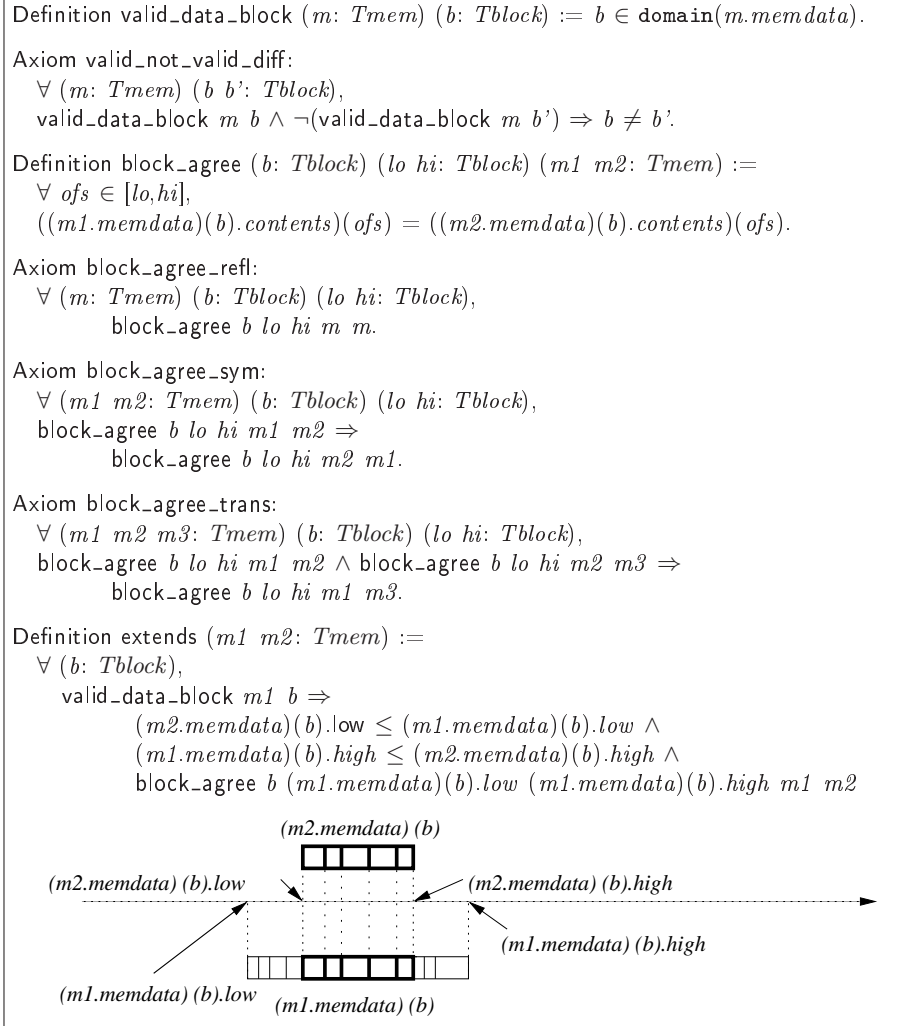 Definition valid_data_block (m: Tmem) (b: Tblock) := b ∈ domain(m.memdata).
Axiom valid_not_valid_diff:
∀ (m: Tmem) (b b': Tblock),
valid_data_block m b ∧ ¬(valid_data_block m b') ⇒ b ≠ b'.
Definition block_agree (b: Tblock) (lo hi: Tblock) (m1 m2: Tmem) :=
∀ ofs ∈ [lo,hi],
((m1.memdata)(b).contents)(ofs) = ((m2.memdata)(b).contents)(ofs).
Axiom block_agree_refl:
∀ (m: Tmem) (b: Tblock) (lo hi: Tblock),
block_agree b lo hi m m.
Axiom block_agree_sym:
∀ (m1 m2: Tmem) (b: Tblock) (lo hi: Tblock),
block_agree b lo hi m1 m2 ⇒
block_agree b lo hi m2 m1.
Axiom block_agree_trans:
∀ (m1 m2 m3: Tmem) (b: Tblock) (lo hi: Tblock),
block_agree b lo hi m1 m2 ∧ block_agree b lo hi m2 m3 ⇒
block_agree b lo hi m1 m3.
Definition extends (m1 m2: Tmem) :=
∀ (b: Tblock),
valid_data_block m1 b ⇒
(m2.memdata)(b).low ≤ (m1.memdata)(b).low ∧
(m1.memdata)(b).high ≤ (m2.memdata)(b).high ∧
block_agree b (m1.memdata)(b).low (m1.memdata)(b).high m1 m2
(m2.memdata) (b)
(m2.memdata) (b).low
(m2.memdata) (b).high
(m1.memdata) (b).high
(m1.memdata) (b).low
(m1.memdata) (b)